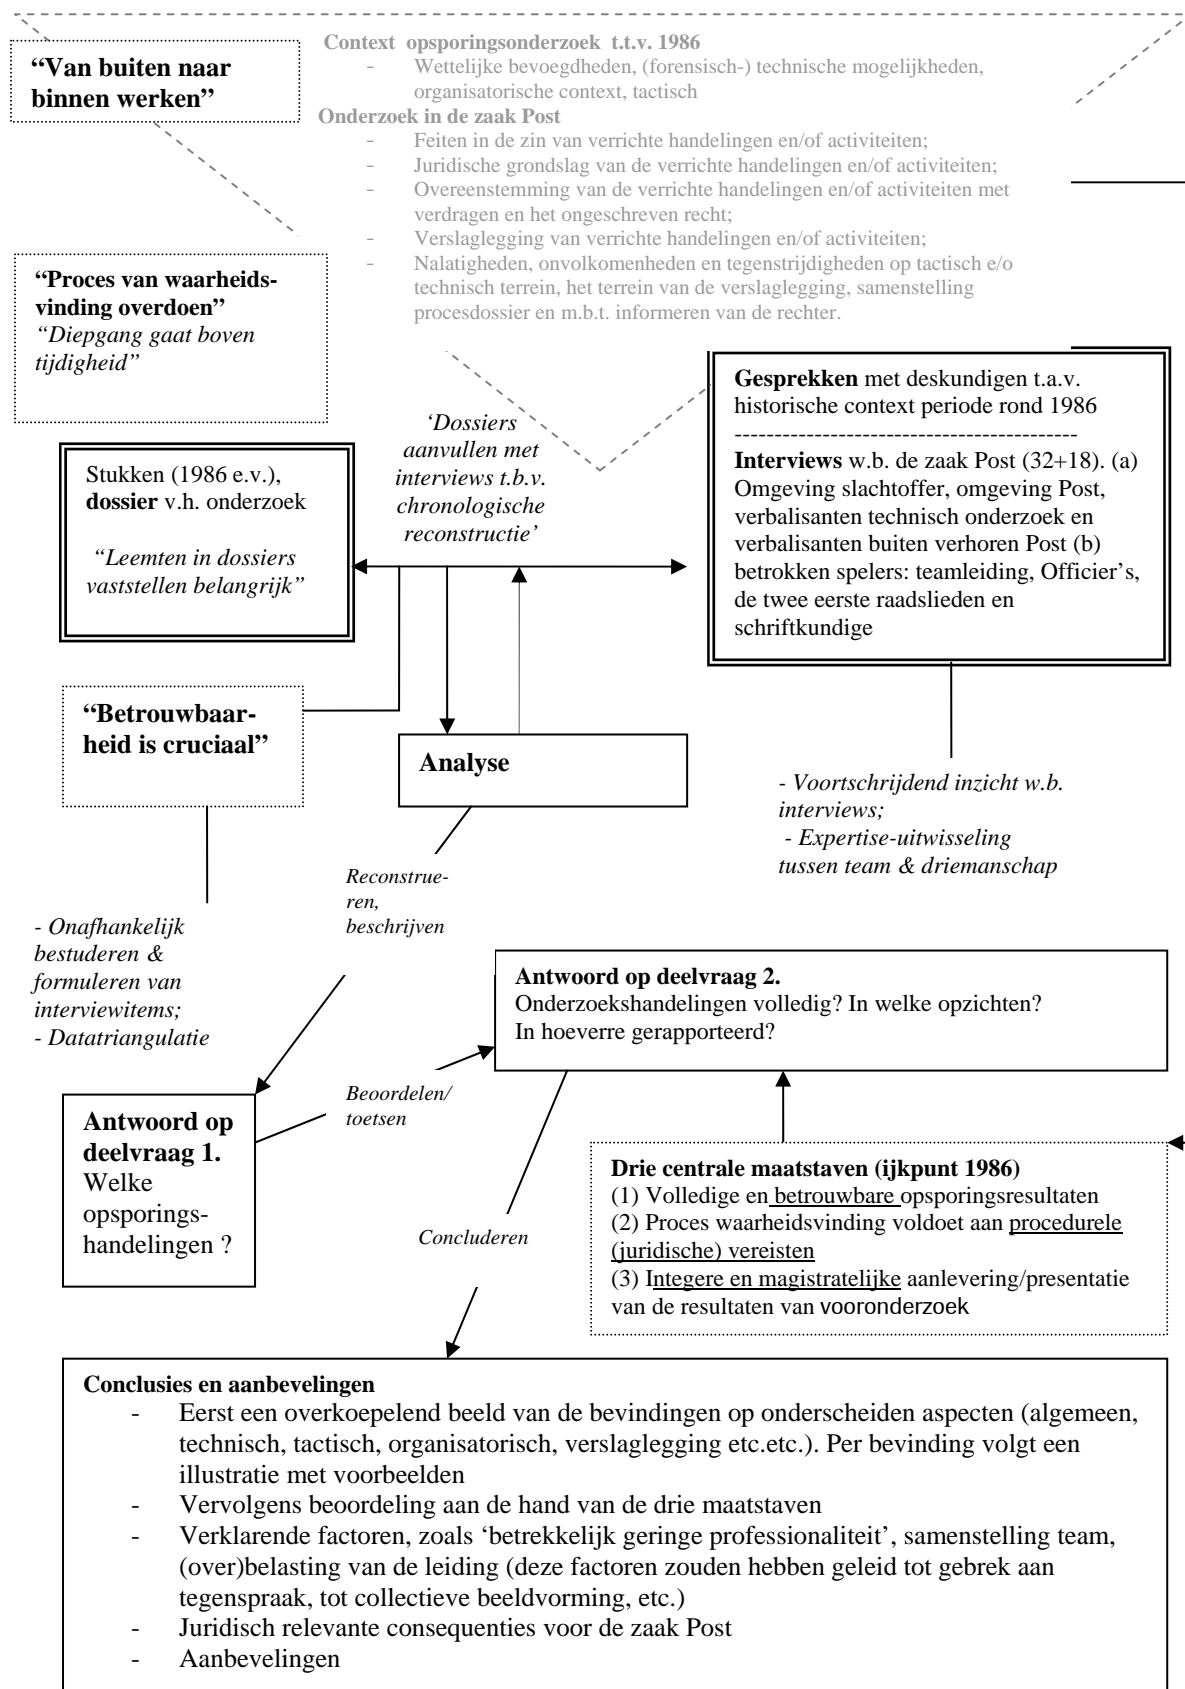 “Van buiten naar
binnen werken”
Context opsporingsonderzoek t.t.v. 1986
- Wettelijke bevoegdheden, (forensisch-) technische mogelijkheden,
organisatorische context, tactisch
Onderzoek in de zaak Post
- Feiten in de zin van verrichte handelingen en/of activiteiten;
- Juridische grondslag van de verrichte handelingen en/of activiteiten;
- Overeenstemming van de verrichte handelingen en/of activiteiten met
verdragen en het ongeschreven recht;
- Verslaglegging van verrichte handelingen en/of activiteiten;
- Nalatigheden, onvolkomenheden en tegenstrijdigheden op tactisch e/o
technisch terrein, het terrein van de verslaglegging, samenstelling
procesdossier en m.b.t. informeren van de rechter.
“Proces van waarheids-
vinding overdoen”
“Diepgang gaat boven
tijdigheid”
Gesprekken met deskundigen t.a.v.
historische context periode rond 1986
-------------------------------------------
Interviews w.b. de zaak Post (32+18). (a)
Omgeving slachtoffer, omgeving Post,
verbalisanten technisch onderzoek en
verbalisanten buiten verhoren Post (b)
betrokken spelers: teamleiding, Officier’s,
de twee eerste raadslieden en
schriftkundige
‘Dossiers
aanvullen met
interviews t.b.v.
chronologische
reconstructie’
Stukken (1986 e.v.),
dossier v.h. onderzoek
“Leemten in dossiers
vaststellen belangrijk”
“Betrouwbaar-
heid is cruciaal”
Analyse
- Voortschrijdend inzicht w.b.
interviews;
- Expertise-uitwisseling
tussen team & driemanschap
Reconstrue-
ren,
beschrijven
- Onafhankelijk
bestuderen &
formuleren van
interviewitems;
- Datatriangulatie
Antwoord op deelvraag 2.
Onderzoekshandelingen volledig? In welke opzichten?
In hoeverre gerapporteerd?
Beoordelen/
toetsen
Antwoord op
deelvraag 1.
Welke
opsporings-
handelingen ?
Drie centrale maatstaven (ijkpunt 1986)
(1) Volledige en betrouwbare opsporingsresultaten
(2) Proces waarheidsvinding voldoet aan procedurele
(juridische) vereisten
(3) Integere en magistratelijke aanlevering/presentatie
van de resultaten van vooronderzoek
Concluderen
Conclusies en aanbevelingen
- Eerst een overkoepelend beeld van de bevindingen op onderscheiden aspecten (algemeen,
technisch, tactisch, organisatorisch, verslaglegging etc.etc.). Per bevinding volgt een
illustratie met voorbeelden
- Vervolgens beoordeling aan de hand van de drie maatstaven
- Verklarende factoren, zoals ‘betrekkelijk geringe professionaliteit’, samenstelling team,
(over)belasting van de leiding (deze factoren zouden hebben geleid tot gebrek aan
tegenspraak, tot collectieve beeldvorming, etc.)
- Juridisch relevante consequenties voor de zaak Post
- Aanbevelingen